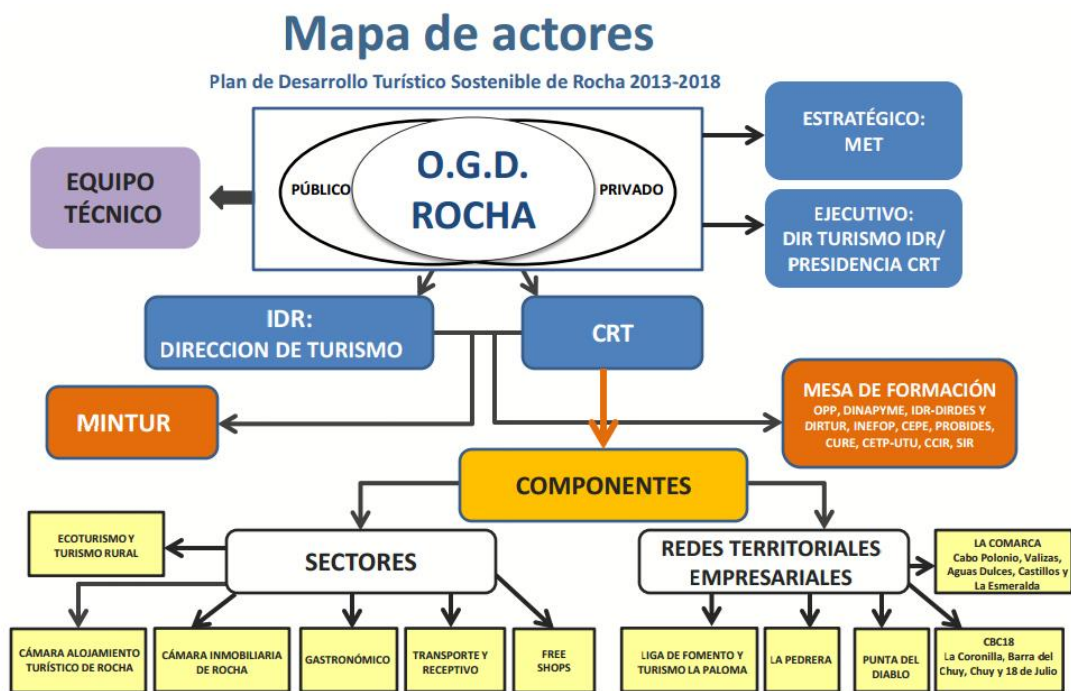 Mapa de actores
Plan de Desarrollo Turístico Sostenible de Rocha 2013-2018
EQUIPO
TÉCNICO
PÚBLICO
O.G.D.
ROCHA
PRIVADO
ESTRATÉGICO:
MET
EJECUTIVO:
DIR TURISMO IDR/
PRESIDENCIA CRT
IDR:
DIRECCION DE TURISMO
CRT
MINTUR
MESA DE FORMACIÓN
OPP, DINAPYME, IDR-DIRDES Y
DIRTUR, INEFOP, CEPE, PROBIDES,
CURE, CETP-UTU, CCIR, SIR
COMPONENTES
ECOTURISMO Y
TURISMO RURAL
SECTORES
REDES TERRITORIALES
EMPRESARIALES
LA COMARCA
Cabo Polonio, Valizas,
Aguas Dulces, Castillos y
La Esmeralda
CÁMARA ALOJAMIENTO
TURÍSTICO DE ROCHA
CÁMARA INMOBILIARIA
DE ROCHA
GASTRONÓMICO
TRANSPORTE Y
RECEPTIVO
FREE
SHOPS
LIGA DE FOMENTO Y
TURISMO LA PALOMA
LA PEDRERA
PUNTA DEL
DIABLO
CBC18
La Coronilla, Barra del
Chuy, Chuy y 18 de Julio